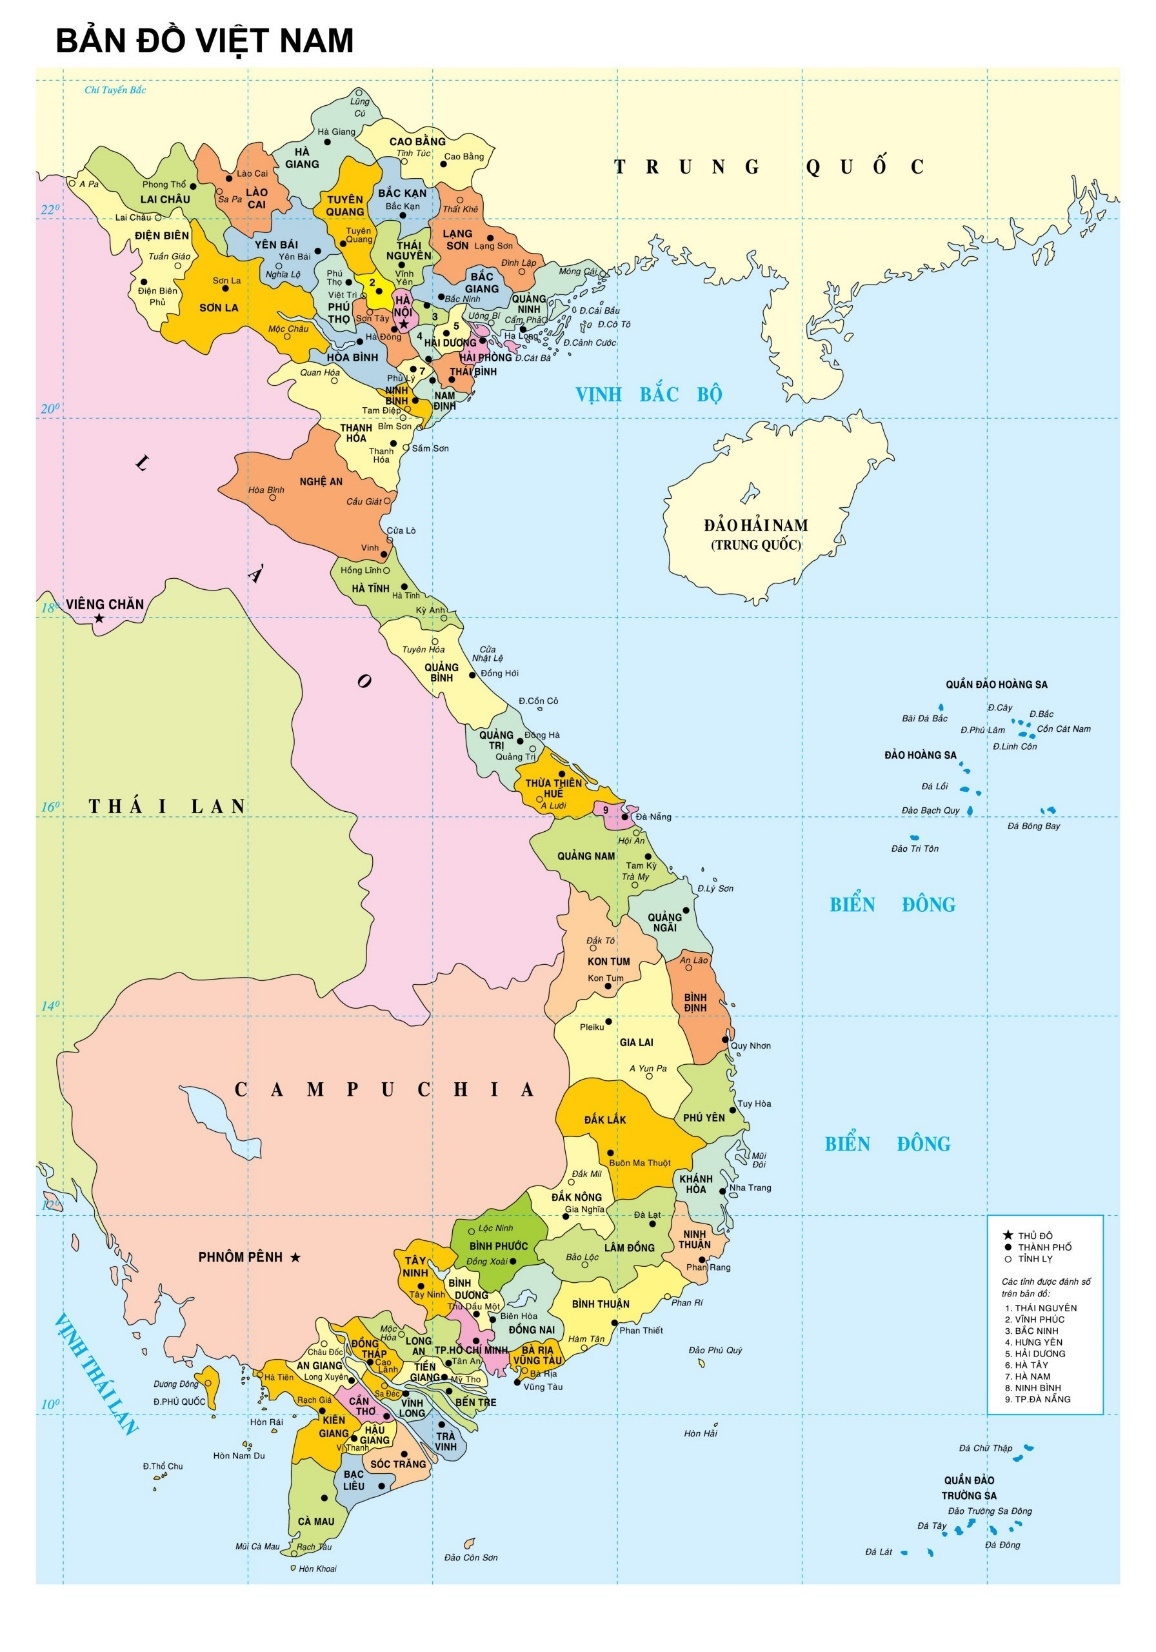 BẢN ĐỒ VIỆT NAM
Chí Tuyến Bắc
Lũng
Cú
Hà Giang
HÀ
GIANG
CAO BẰNG
Tĩnh Túc
Cao Bằng
TRUNG QUỐC
A Pa
Phong Thổ
LAI CHÂU
Lào Cai
Sa Pa
LÀO
CAI
TUYÊN
QUANG
BẮC KẠN
Bắc Kạn
Thất Khê
22⁰
Lai Châu
ĐIỆN BIÊN
Tuần Giáo
YÊN BÁI
Yên Bái
Nghĩa Lộ
Tuyên
Quang
THÁI
NGUYÊN
LẠNG
SƠN
Lạng Sơn
Đình Lập
Móng Cái
Điện Biên
Phủ
Sơn La
SƠN LA
Phú
Thọ
Việt Trì
PHÚ
THỌ
2
Vĩnh
Yên
HÀ
NỘI
BẮC
GIANG
Bắc Ninh
3
QUẢNG
NINH
Uông Bí
Cẩm Phả
Đ.Cái Bầu
Đ.Cô Tô
Sơn Tây
Hà Đông
4
5
HẢI DƯƠNG
Hạ Long
Đ.Cảnh Cước
Mộc Châu
HÒA BÌNH
HẢI PHÒNG
Đ.Cát Bà
Quan Hóa
Phủ Lý
7
THÁI BÌNH
NINH
BÌNH
NAM
ĐỊNH
Tam Điệp
Bỉm Sơn
VỊNH BẮC BỘ
20⁰
THANH
HÓA
Thanh
Hóa
Sầm Sơn
NGHỆ AN
Hòa Bình
Cầu Giát
Cửa Lò
Vinh
ĐẢO HẢI NAM
(TRUNG QUỐC)
LÀO
Hồng Lĩnh
HÀ TĨNH
Hà Tĩnh
Kỳ Anh
VIÊNG CHĂN
18⁰
Tuyên Hóa
QUẢNG
BÌNH
Cửa
Nhật Lệ
Đồng Hới
Đ.Cồn Cỏ
QUẦN ĐẢO HOÀNG SA
Bãi Đá Bắc
Đ.Cây
Đ.Bắc
Đ.Phú Lâm
Cồn Cát Nam
Đ.Linh Côn
ĐẢO HOÀNG SA
Đá Lồi
Đảo Bạch Quy
Đá Bông Bay
Đảo Tri Tôn
QUẢNG
TRỊ
Đông Hà
Quảng Trị
THỪA THIÊN
HUẾ
A Lưới
THÁI LAN
16⁰
9
Đà Nẵng
Hội An
QUẢNG NAM
Tam Kỳ
Trà My
Đ.Lý Sơn
BIỂN ĐÔNG
QUẢNG
NGÃI
Đắk Tô
KON TUM
Kon Tum
An Lão
BÌNH
ĐỊNH
14⁰
Pleiku
GIA LAI
A Yun Pa
Quy Nhơn
CAMPUCHIA
ĐẮK LẮK
PHÚ YÊN
Tuy Hòa
BIỂN ĐÔNG
Buôn Ma Thuột
Mũi
Đôi
Đắk Mil
KHÁNH
HÒA
Nha Trang
12⁰
ĐẮK NÔNG
Gia Nghĩa
Đà Lạt
LÂM ĐỒNG
NINH
THUẬN
Phan Rang
Lộc Ninh
BÌNH PHƯỚC
Đồng Xoài
Bảo Lộc
PHNÔM PÊNH
TÂY
NINH
Tây Ninh
BÌNH
DƯƠNG
Thủ Dầu Một
Biên Hòa
ĐỒNG NAI
BÌNH THUẬN
Phan Rí
Phan Thiết
Hàm Tân
THỦ ĐÔ
THÀNH PHỐ
TỈNH LỴ
Các tỉnh được đánh số
trên bản đồ:
1. THÁI NGUYÊN
2. VĨNH PHÚC
3. BẮC NINH
4. HƯNG YÊN
5. HẢI DƯƠNG
6. HÀ TÂY
7. HÀ NAM
8. NINH BÌNH
9. TP.ĐÀ NẴNG
VỊNH THÁI LAN
Mộc
Hóa
LONG
AN
TP.HỒ CHÍ MINH
BÀ RỊA
VŨNG TÀU
Bà Rịa
Vũng Tàu
Đảo Phú Quý
Châu Đốc
ĐỒNG
THÁP
Cao
Lãnh
Tân An
AN GIANG
Long Xuyên
TIỀN
GIANG
Mỹ Tho
Dương Đông
Đ.PHÚ QUỐC
Hà Tiên
Sa Đéc
BẾN TRE
Rạch Giá
CẦN
THƠ
VĨNH
LONG
10⁰
Hòn Rái
KIÊN
GIANG
HẬU
GIANG
Vị Thanh
TRÀ
VINH
Hòn Hải
Hòn Nam Du
Đ.Thổ Chu
SÓC TRĂNG
BẠC
LIÊU
CÀ MAU
Đá Chữ Thập
QUẦN ĐẢO
TRƯỜNG SA
Đảo Trường Sa Đông
Đá Tây
Đá Đông
Đá Lát
Mũi Cà Mau
Rạch Tàu
Hòn Khoai
Đảo Côn Sơn